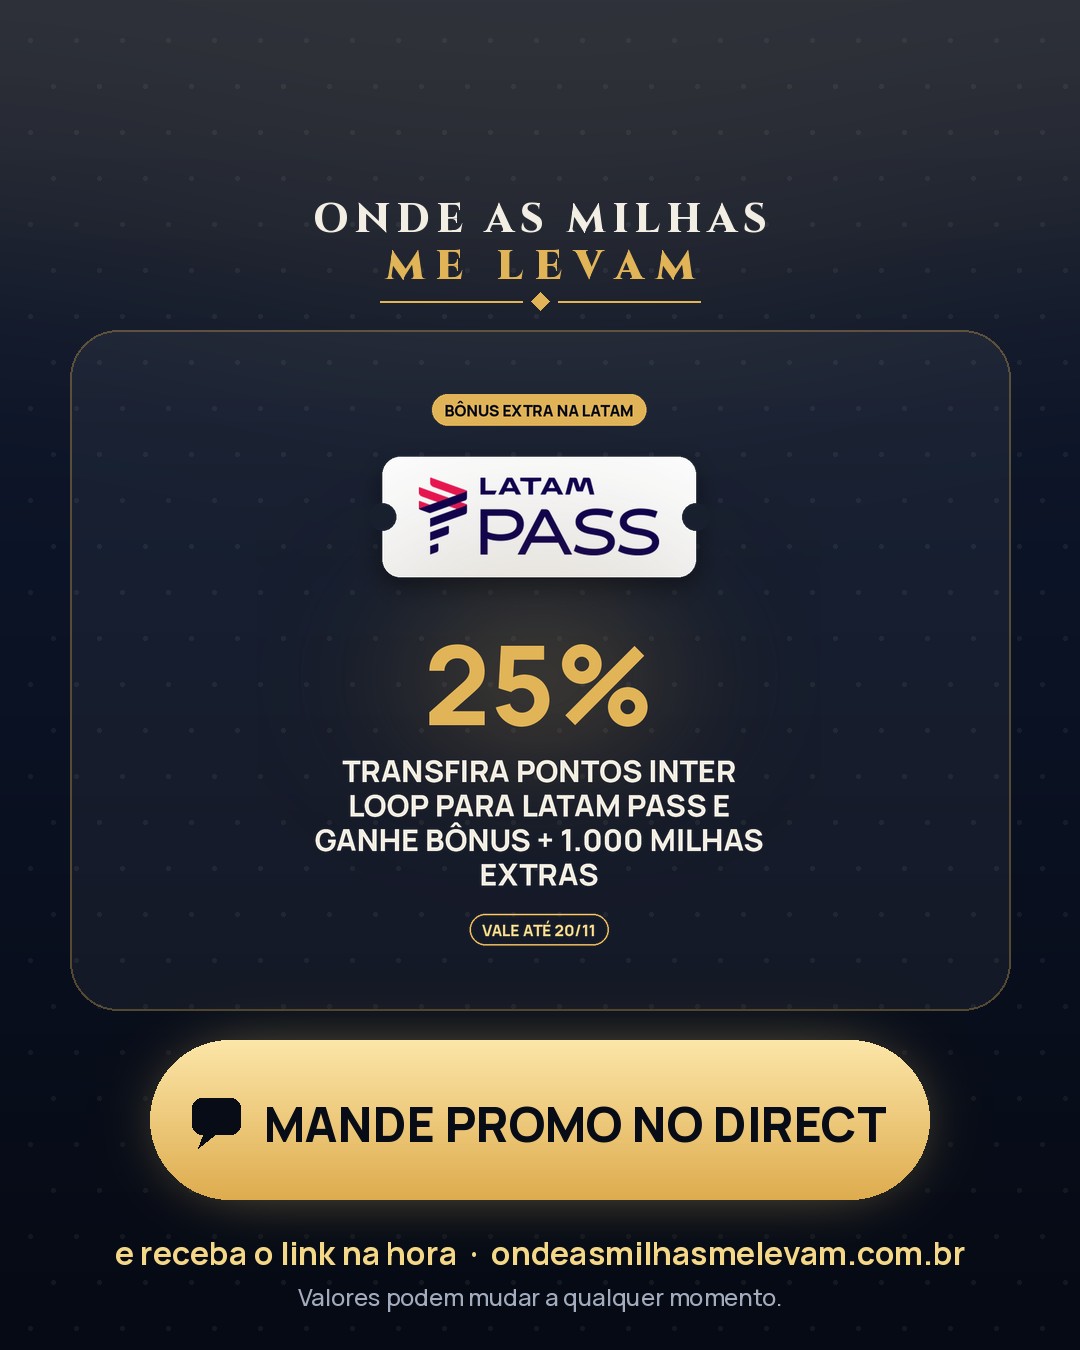 ONDE AS MILHAS
ME LEVAM
BÔNUS EXTRA NA LATAM
LATAM
PASS
25%
TRANSFIRA PONTOS INTER
LOOP PARA LATAM PASS E
GANHE BÔNUS + 1.000 MILHAS
EXTRAS
VALE ATÉ 20/11
MANDE PROMO NO DIRECT
e receba o link na hora · ondeasmilhasmelevam.com.br
Valores podem mudar a qualquer momento.